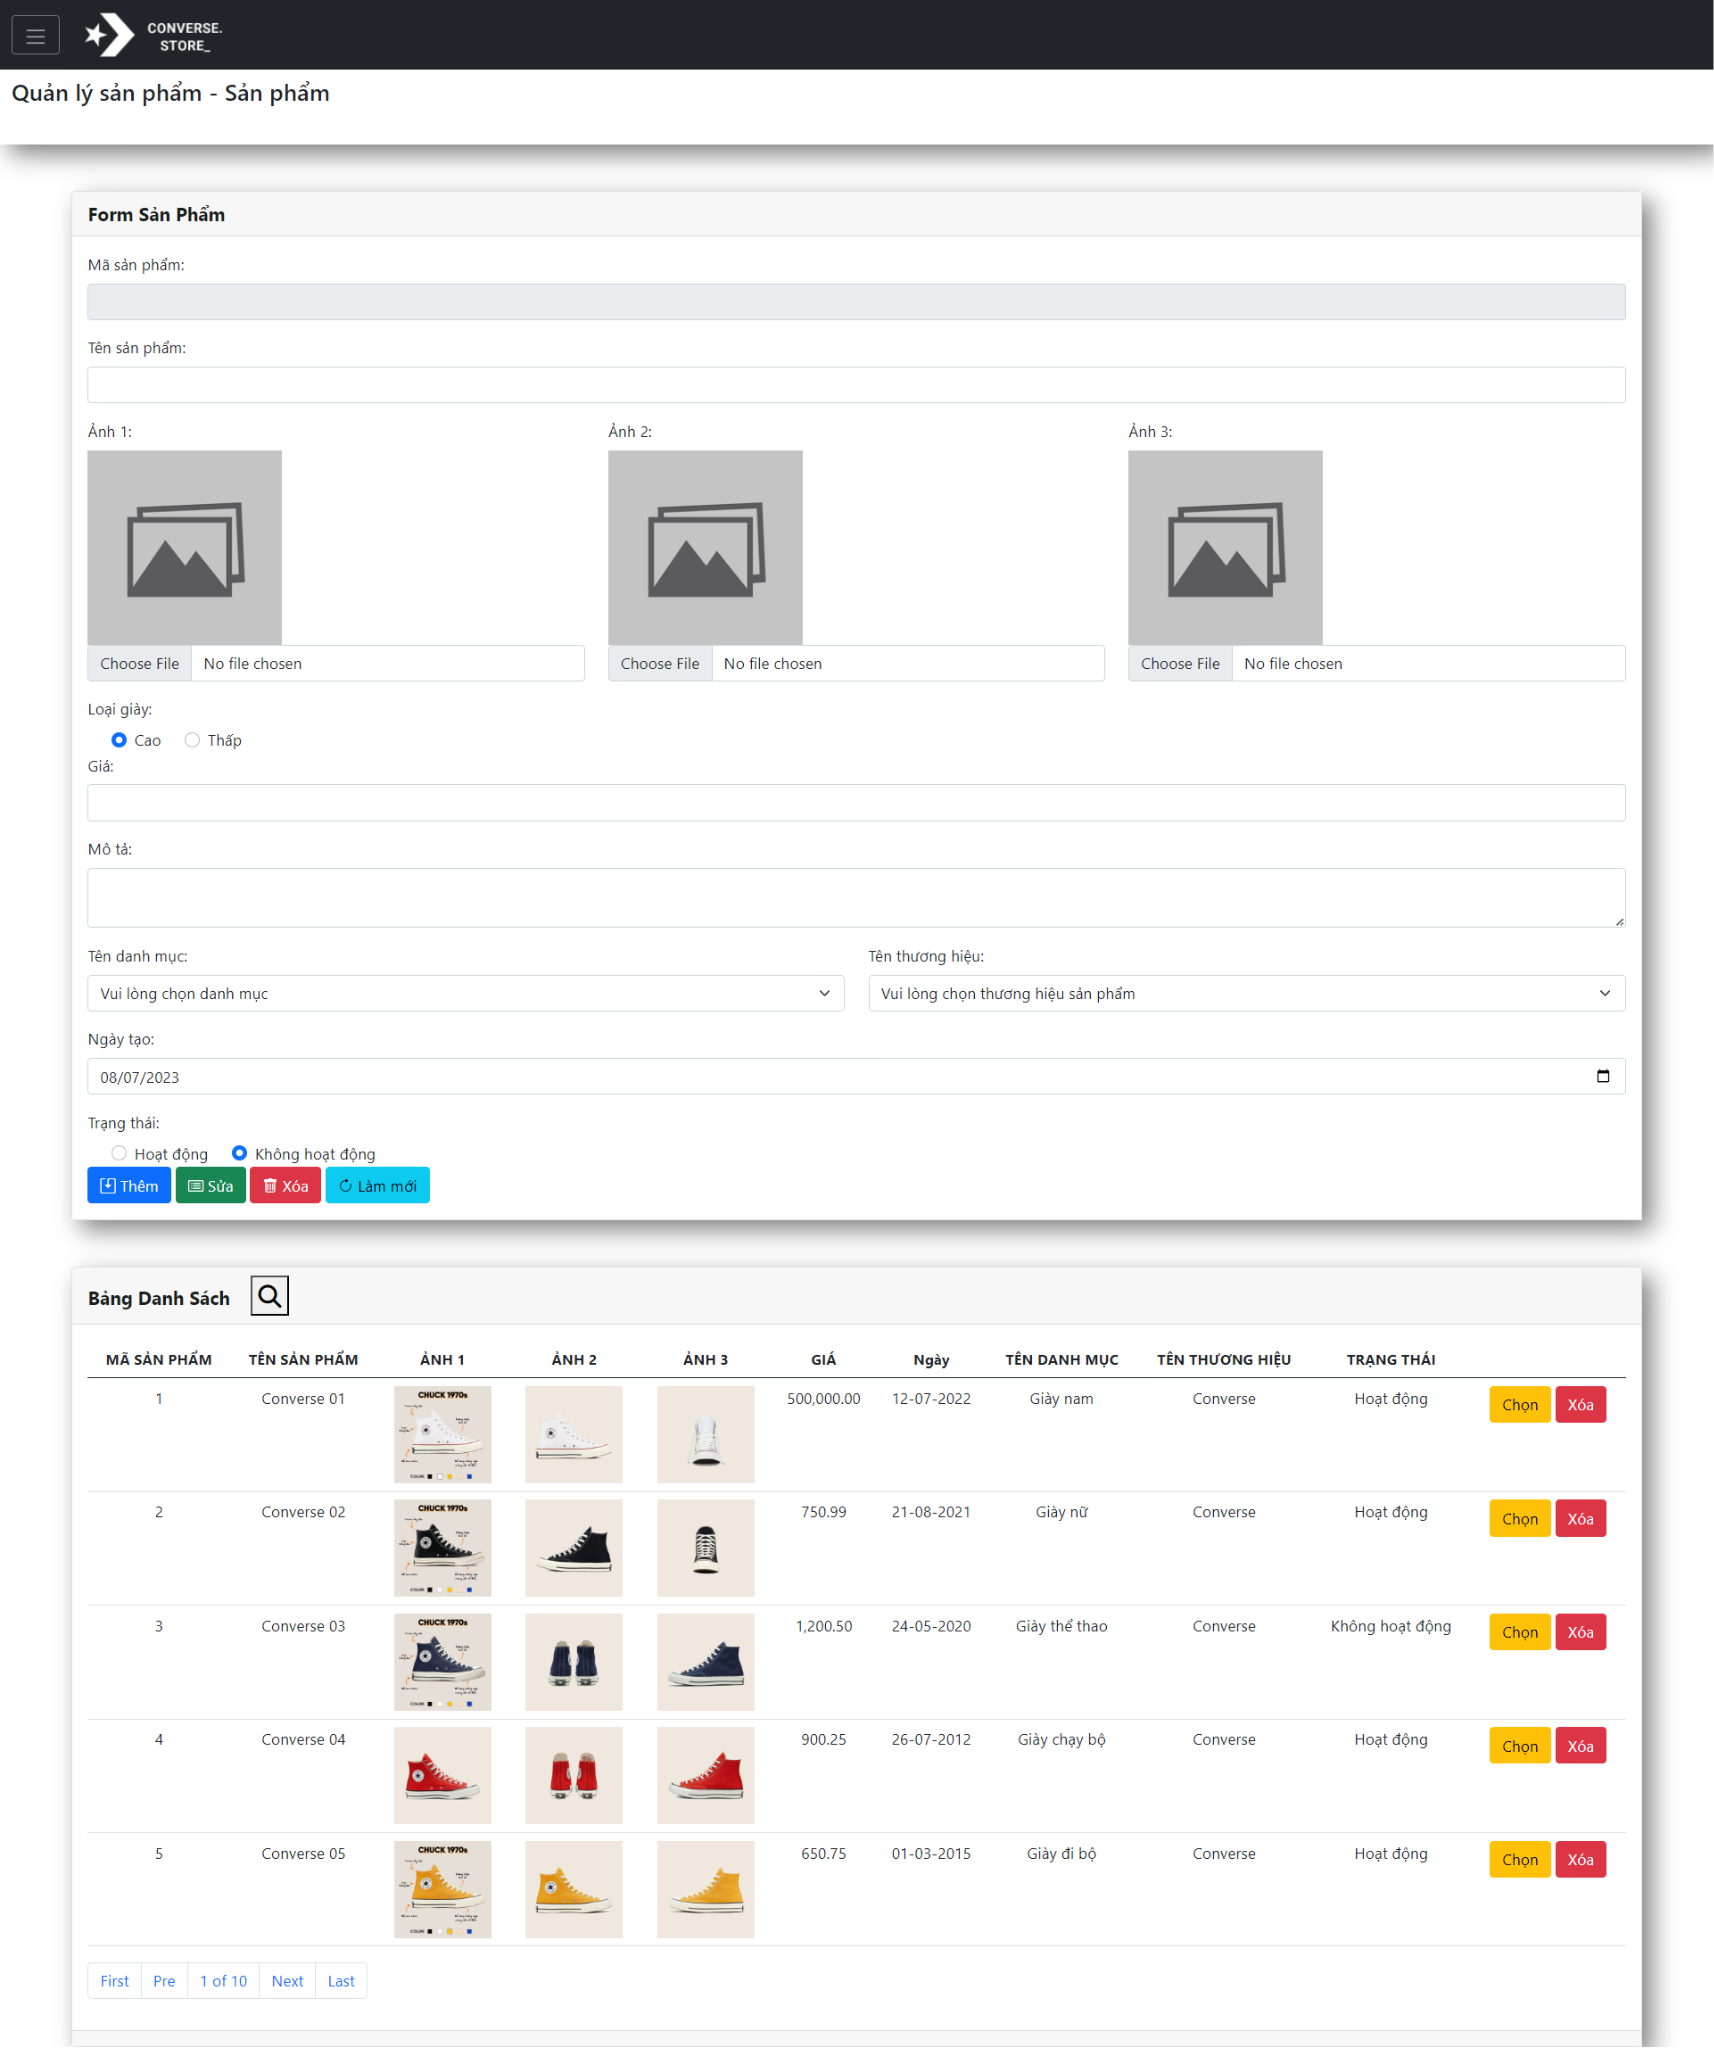 CONVERSE.
STORE_
Quản lý sản phẩm - Sản phẩm
Form Sản Phẩm
Mã sản phẩm:
Tên sản phẩm:
Ảnh 1: Ảnh 2: Ảnh 3:
Choose File No file chosen Choose File No file chosen Choose File No file chosen
Loại giày:
Cao Thấp
Giá:
Mô tả:
Tên danh mục: Tên thương hiệu:
Vui lòng chọn danh mục Vui lòng chọn thương hiệu sản phẩm
Ngày tạo:
08/07/2023
Trạng thái:
Hoạt động Không hoạt động
Thêm Sửa Xóa Làm mới
Bảng Danh Sách
MÃ SẢN PHẨM TÊN SẢN PHẨM ẢNH 1 ẢNH 2 ẢNH 3 GIÁ Ngày TÊN DANH MỤC TÊN THƯƠNG HIỆU TRẠNG THÁI
1 Converse 01 CHUCK 1970s 500,000.00 12-07-2022 Giày nam Converse Hoạt động Chọn Xóa
2 Converse 02 CHUCK 1970s 750.99 21-08-2021 Giày nữ Converse Hoạt động Chọn Xóa
3 Converse 03 CHUCK 1970s 1,200.50 24-05-2020 Giày thể thao Converse Không hoạt động Chọn Xóa
4 Converse 04 900.25 26-07-2012 Giày chạy bộ Converse Hoạt động Chọn Xóa
5 Converse 05 CHUCK 1970s 650.75 01-03-2015 Giày đi bộ Converse Hoạt động Chọn Xóa
First Pre 1 of 10 Next Last